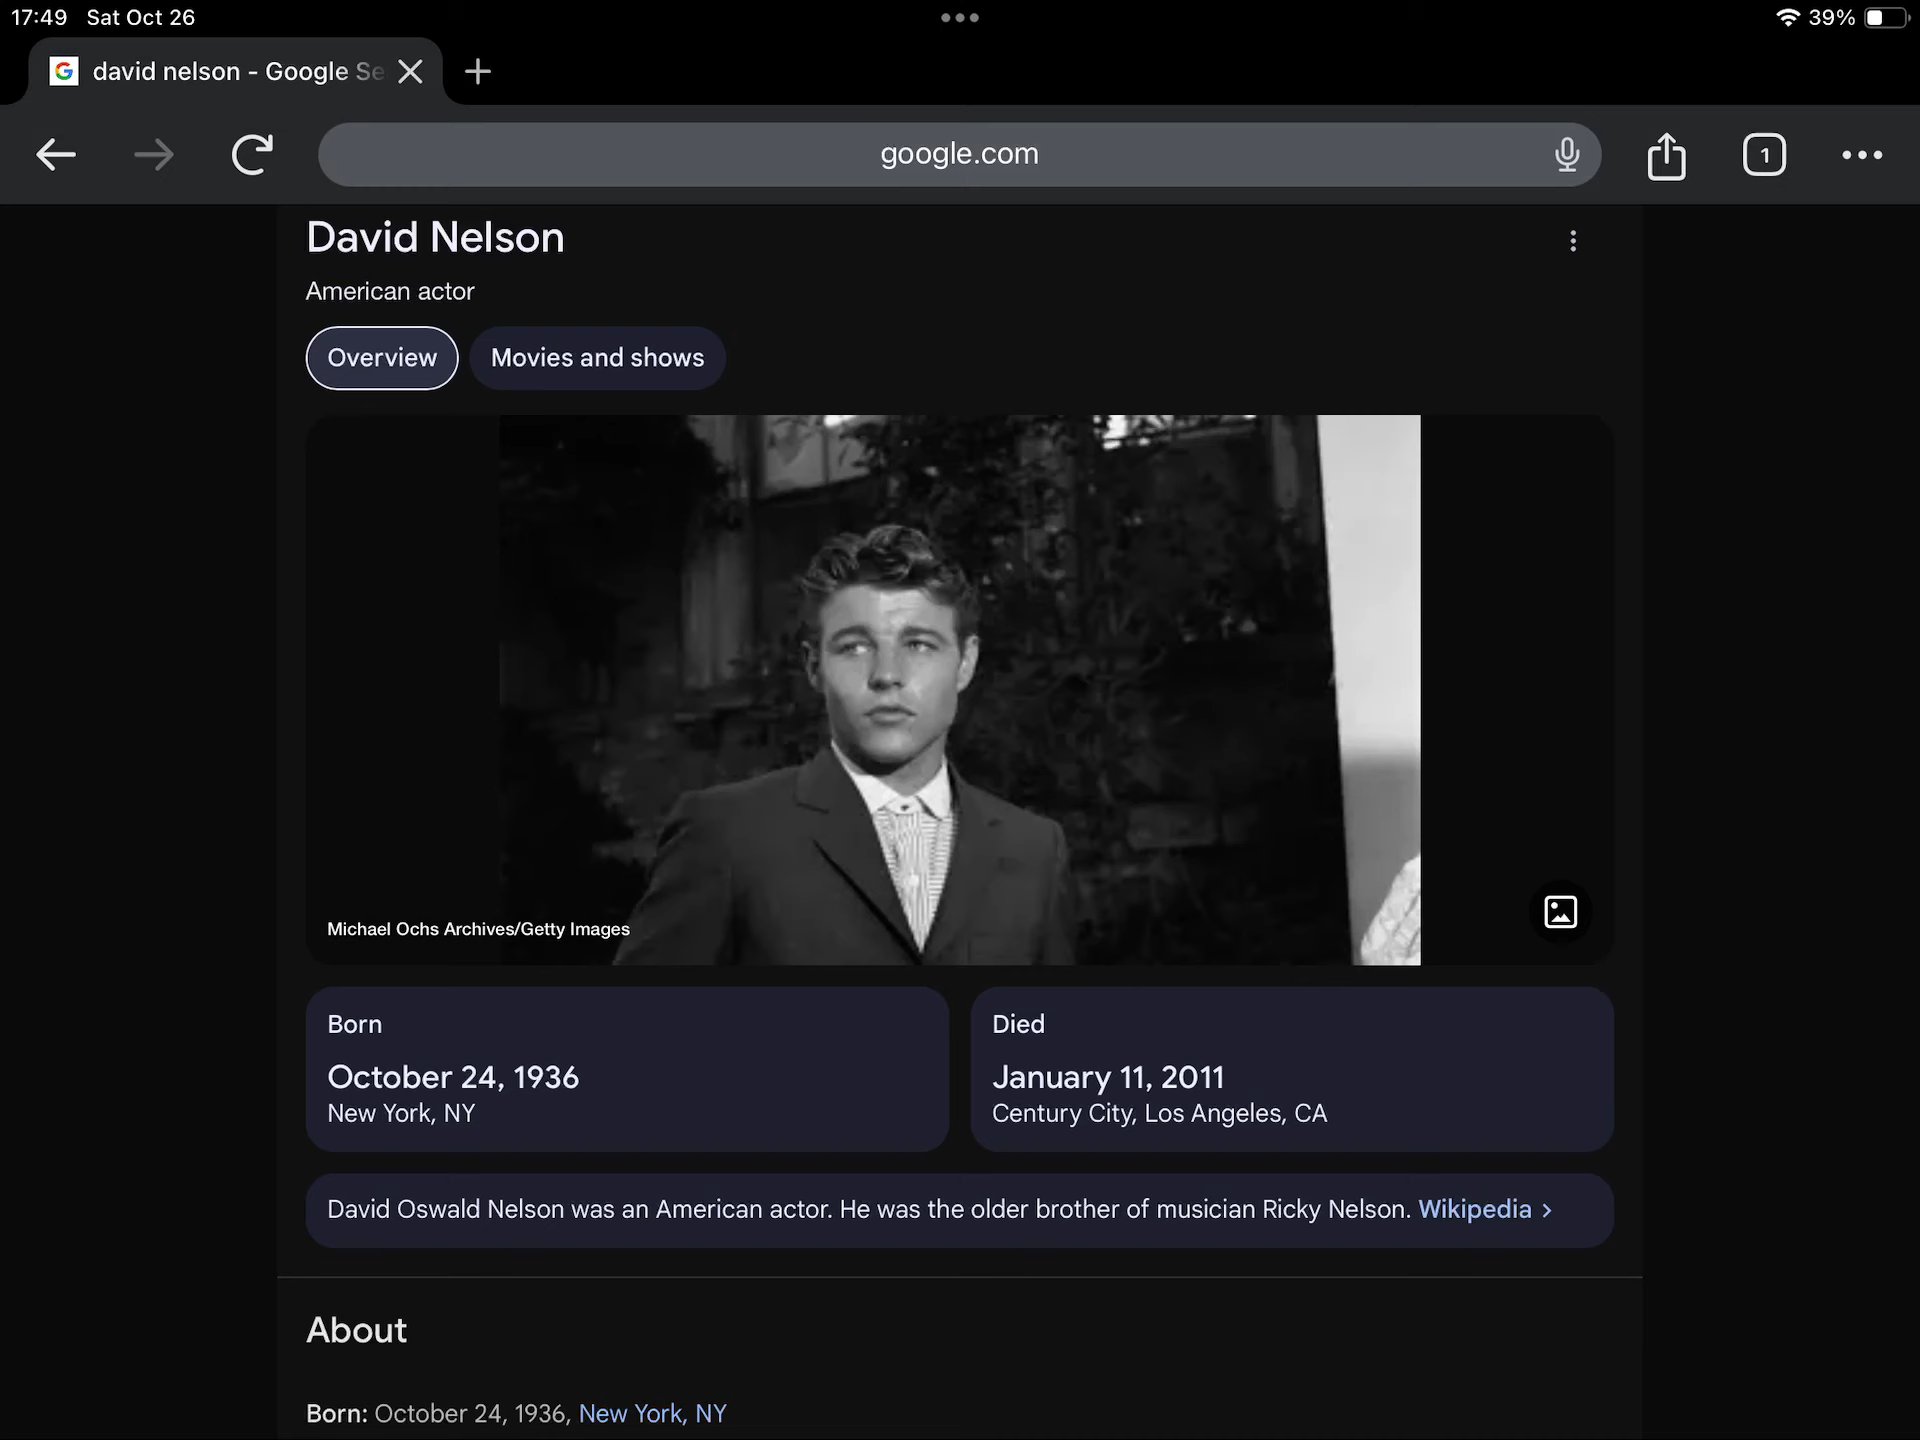 17:49 Sat Oct 26
39%
david nelson - Google Se
google.com
1
David Nelson
American actor
Overview
Movies and shows
Michael Ochs Archives/Getty Images
Born
October 24, 1936
New York, NY
Died
January 11, 2011
Century City, Los Angeles, CA
David Oswald Nelson was an American actor. He was the older brother of musician Ricky Nelson. Wikipedia
About
Born: October 24, 1936, New York, NY